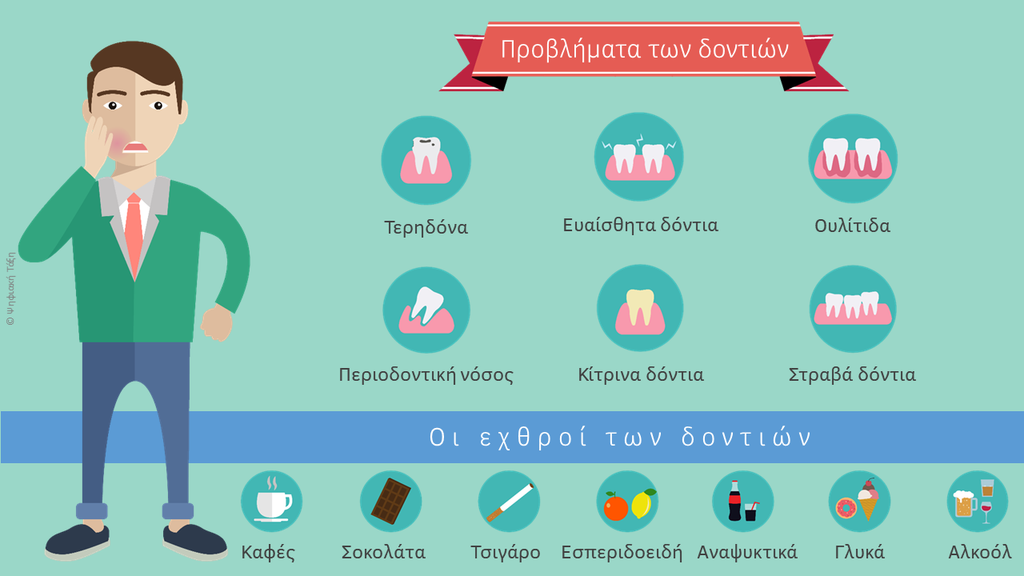 Προβλήματα των δοντιών
Τερηδόνα
Ευαίσθητα δόντια
Ουλίτιδα
Περιοδοντική νόσος
Κίτρινα δόντια
Στραβά δόντια
Οι εχθροί των δοντιών
Καφές
Σοκολάτα
Τσιγάρο
Εσπεριδοειδή
Αναψυκτικά
Γλυκά
Αλκοόλ
© Ψηφιακή Τάξη